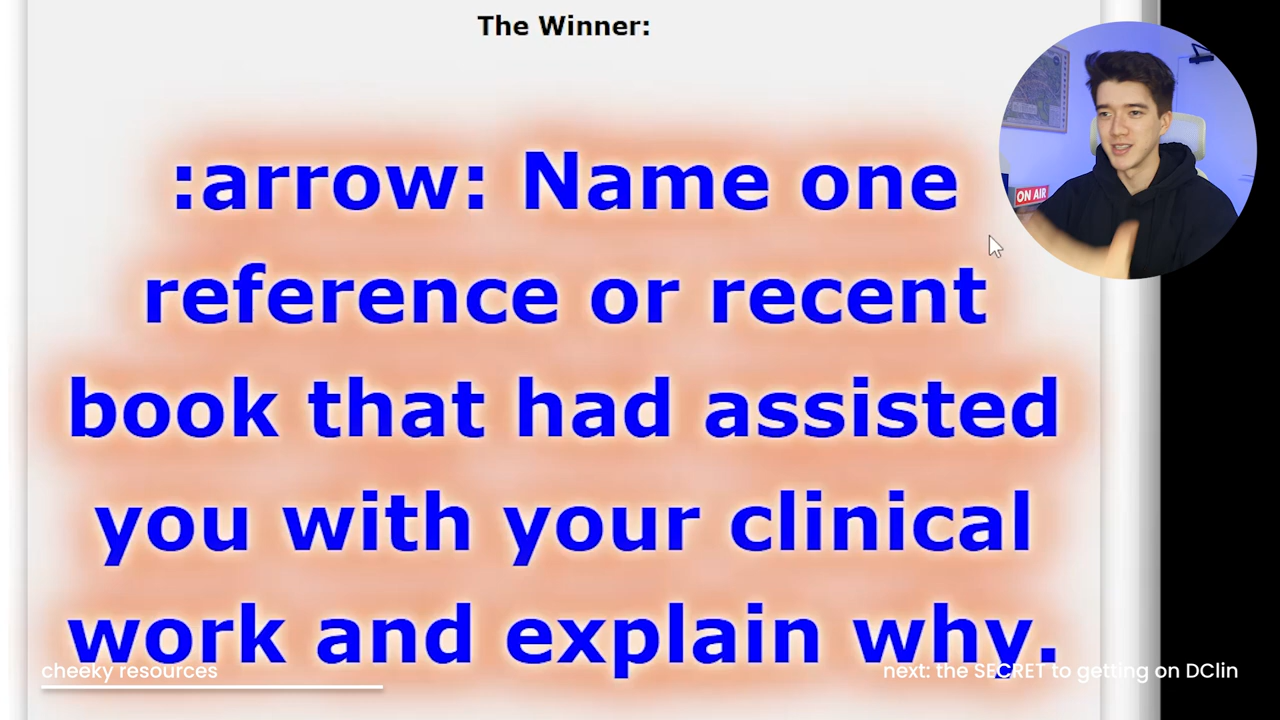 The Winner:
:arrow: Name one
ON AIR
reference or recent
book that had assisted
you with your clinical
work and explain why.
cheeky resources
next: the SECRET to getting on DClin